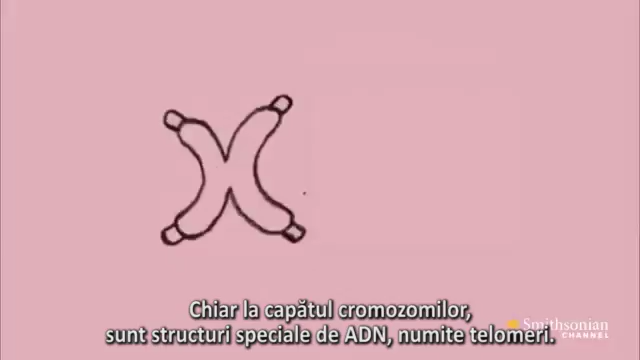 Chiar la capătul cromozomilor,
sunt structuri speciale de ADN, numite telomeri.
Smithsonian
CHANNEL